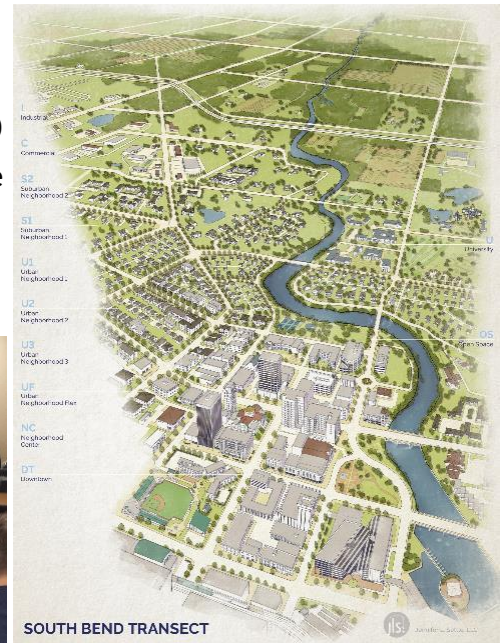 I
Industrial
C
Commercial
S2
Suburban
Neighborhood 2
S1
Suburban
Neighborhood 1
U1
Urban
Neighborhood 1
U2
Urban
Neighborhood 2
U3
Urban
Neighborhood 3
UF
Urban
Neighborhood Flex
NC
Neighborhood
Center
DT
Downtown
U
University
OS
Open Space
SOUTH BEND TRANSECT
jls